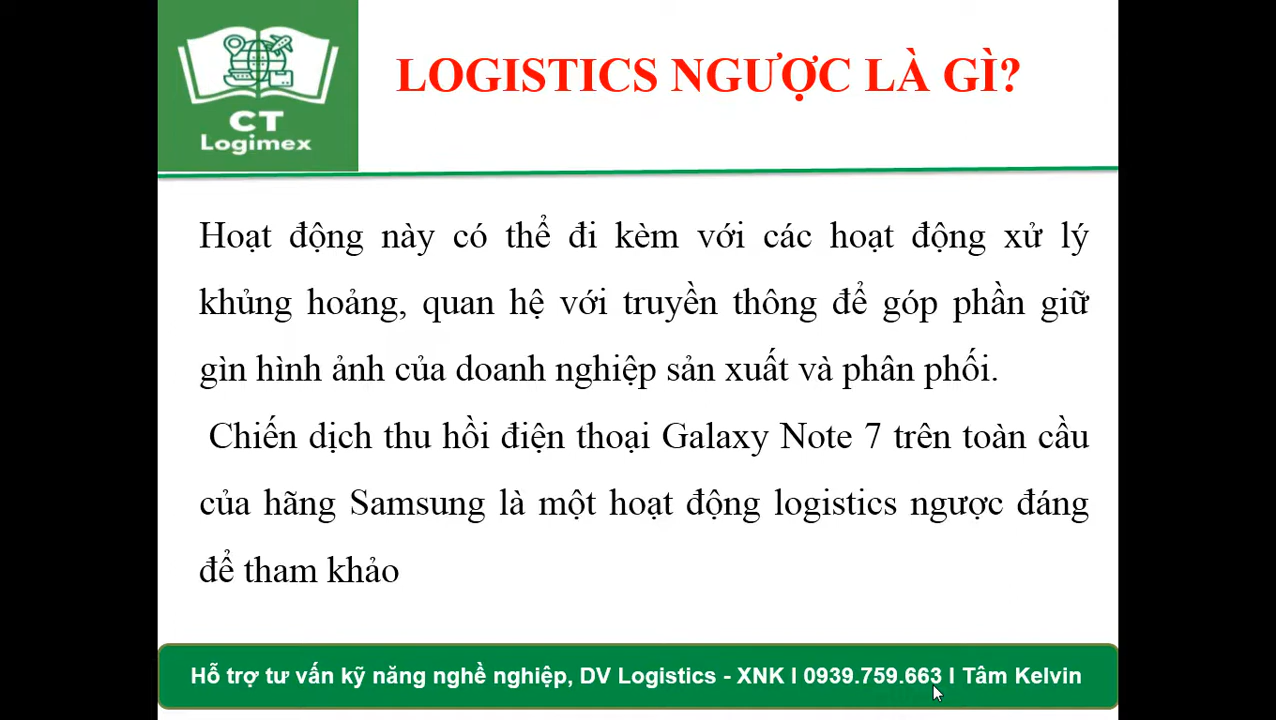 CT
Logimex
LOGISTICS NGƯỢC LÀ GÌ?
Hoạt động này có thể đi kèm với các hoạt động xử lý
khủng hoảng, quan hệ với truyền thông để góp phần giữ
gìn hình ảnh của doanh nghiệp sản xuất và phân phối.
Chiến dịch thu hồi điện thoại Galaxy Note 7 trên toàn cầu
của hãng Samsung là một hoạt động logistics ngược đáng
để tham khảo
Hỗ trợ tư vấn kỹ năng nghề nghiệp, DV Logistics - XNK I 0939.759.663 I Tâm Kelvin